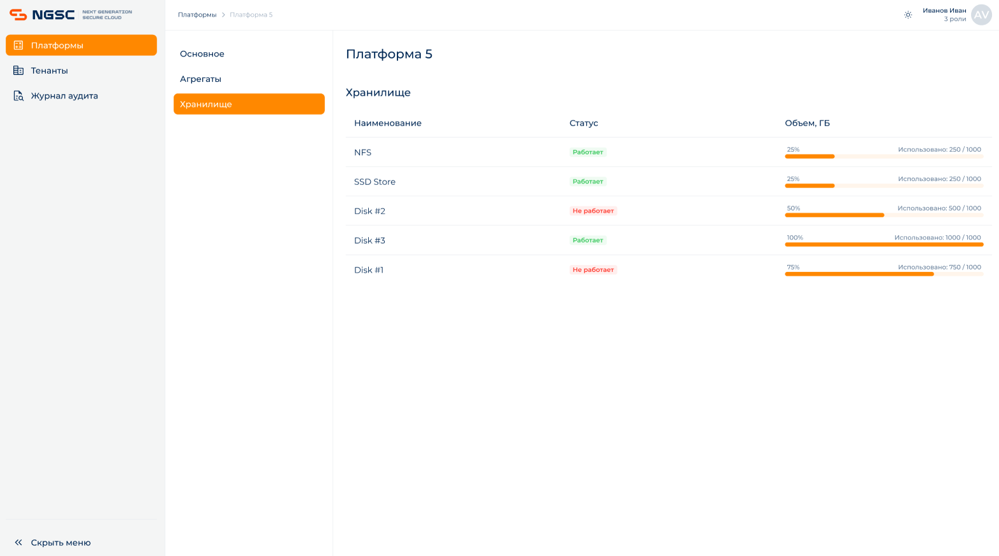 NGSC
NEXT GENERATION
SECURE CLOUD
Платформы
Тенанты
Журнал аудита
Скрыть меню
Платформы > Платформа 5
Иванов Иван
3 роли
AV
Основное
Агрегаты
Хранилище
Платформа 5
Хранилище
Наименование Статус Объем, ГБ
NFS Работает 25% Использовано: 250 / 1000
SSD Store Работает 25% Использовано: 250 / 1000
Disk #2 Не работает 50% Использовано: 500 / 1000
Disk #3 Работает 100% Использовано: 1000 / 1000
Disk #1 Не работает 75% Использовано: 750 / 1000